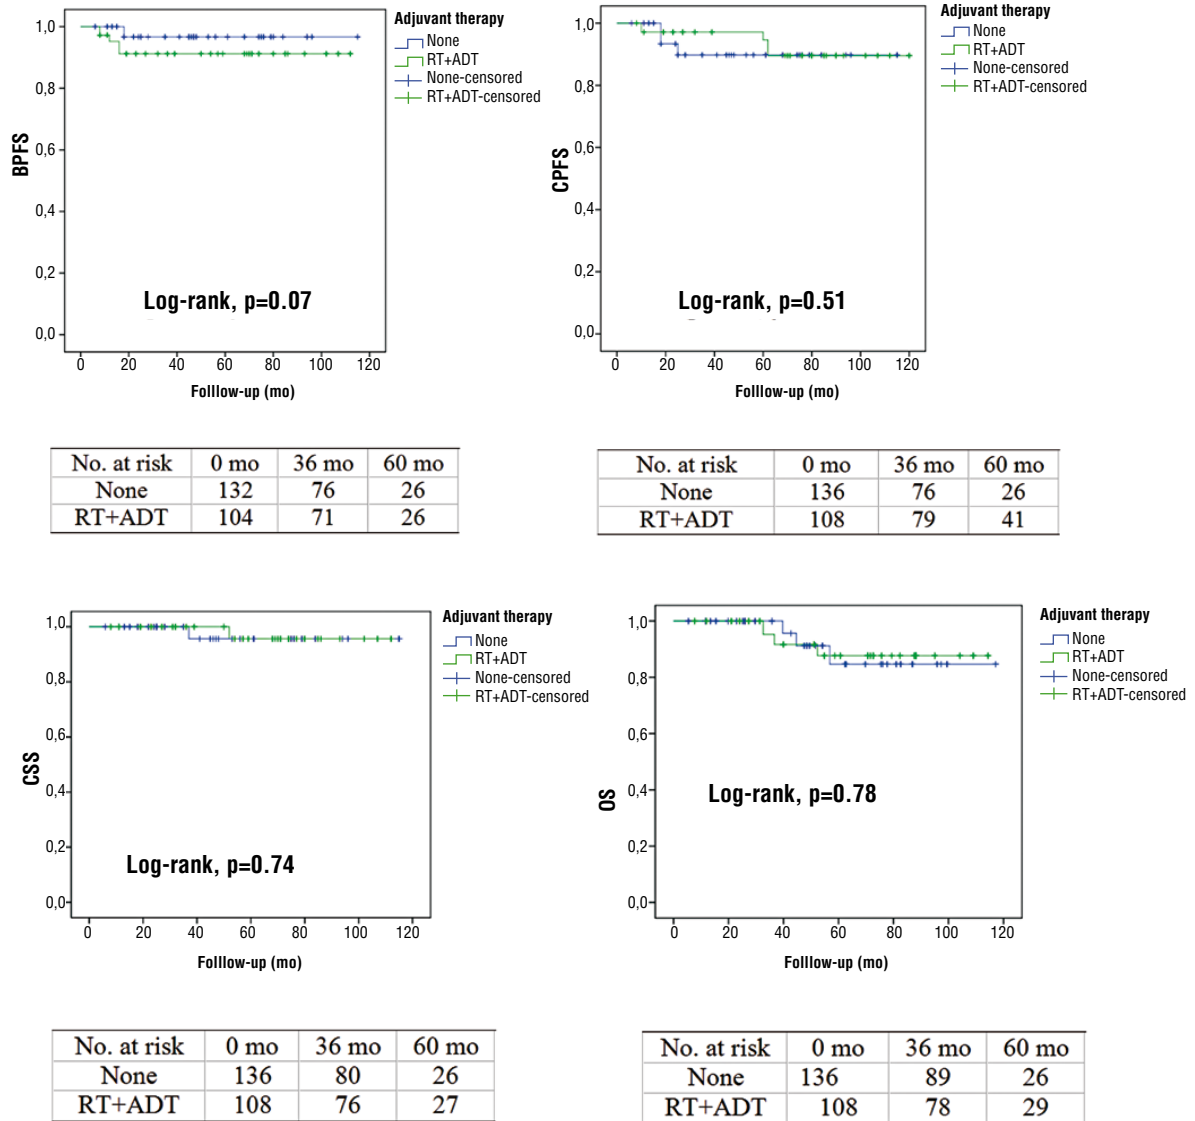 Adjuvant therapy
None
RT+ADT
None-censored
RT+ADT-censored
BPFS
1,0
0,8
0,6
0,4
0,2
0,0
Log-rank, p=0.07
0 20 40 60 80 100 120
Folllow-up (mo)
Adjuvant therapy
None
RT+ADT
None-censored
RT+ADT-censored
CPFS
1,0
0,8
0,6
0,4
0,2
0,0
Log-rank, p=0.51
0 20 40 60 80 100 120
Folllow-up (mo)
No. at risk 0 mo 36 mo 60 mo
None 132 76 26
RT+ADT 104 71 26
No. at risk 0 mo 36 mo 60 mo
None 136 76 26
RT+ADT 108 79 41
Adjuvant therapy
None
RT+ADT
None-censored
RT+ADT-censored
CSS
1,0
0,8
0,6
0,4
0,2
0,0
Log-rank, p=0.74
0 20 40 60 80 100 120
Folllow-up (mo)
Adjuvant therapy
None
RT+ADT
None-censored
RT+ADT-censored
OS
1,0
0,8
0,6
0,4
0,2
0,0
Log-rank, p=0.78
0 20 40 60 80 100 120
Folllow-up (mo)
No. at risk 0 mo 36 mo 60 mo
None 136 80 26
RT+ADT 108 76 27
No. at risk 0 mo 36 mo 60 mo
None 136 89 26
RT+ADT 108 78 29